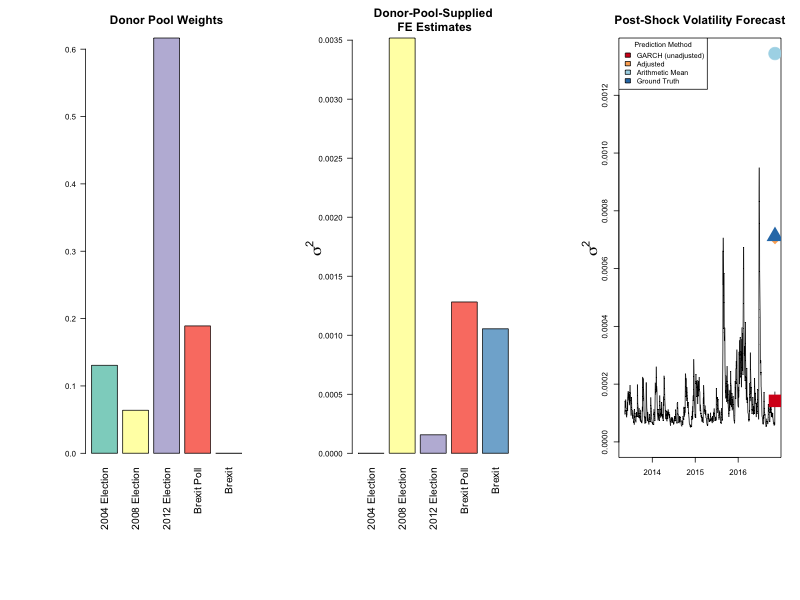 Donor Pool Weights
0.6
0.5
0.4
0.3
0.2
0.1
0.0
2004 Election
2008 Election
2012 Election
Brexit Poll
Brexit
Donor-Pool-Supplied
FE Estimates
σ²
0.0035
0.0030
0.0025
0.0020
0.0015
0.0010
0.0005
0.0000
2004 Election
2008 Election
2012 Election
Brexit Poll
Brexit
Post-Shock Volatility Forecast
Prediction Method
GARCH (unadjusted)
Adjusted
Arithmetic Mean
Ground Truth
σ²
0.0012
0.0010
0.0008
0.0006
0.0004
0.0002
0.0000
2014
2015
2016